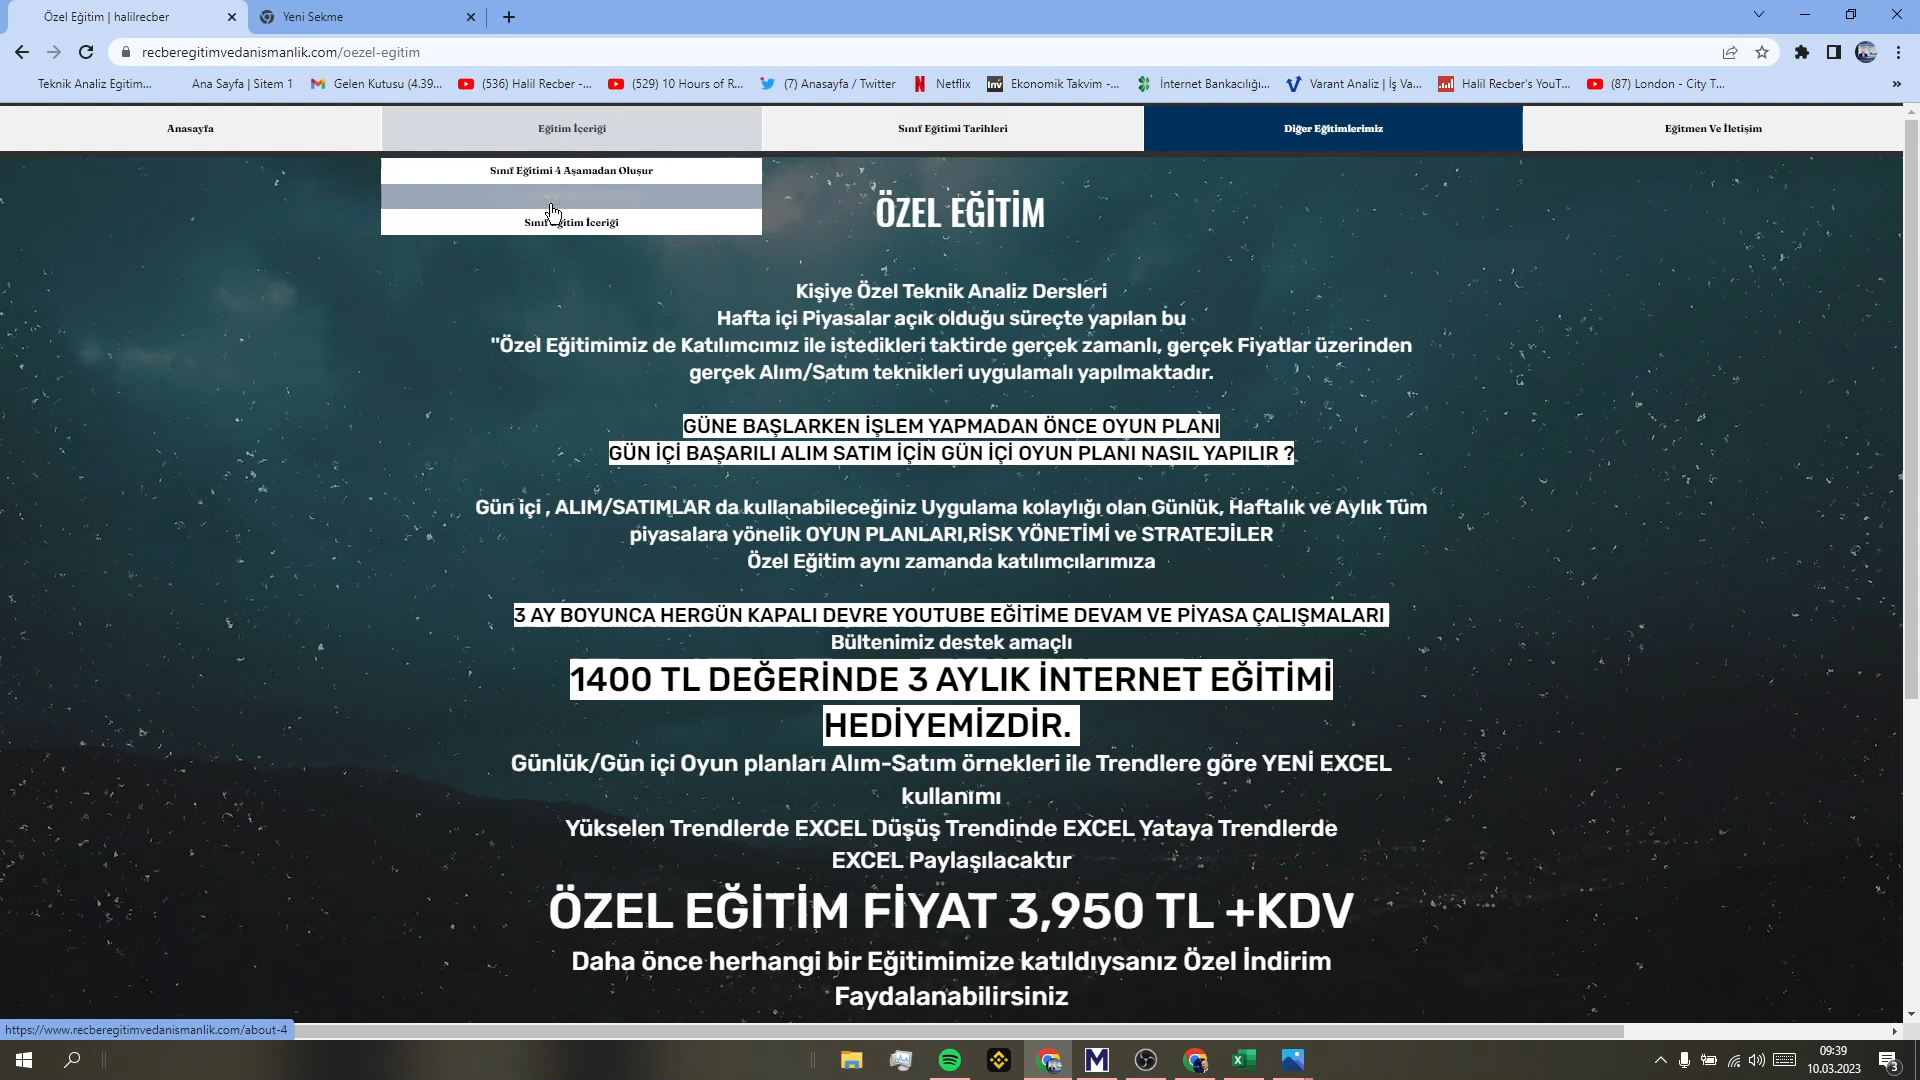 Özel Eğitim | halilrecber
Yeni Sekme
recberegitimvedanismanlik.com/oezel-egitim
Teknik Analiz Egitim...
Ana Sayfa | Sitem 1
Gelen Kutusu (4.39...
(536) Halil Recber -...
(529) 10 Hours of R...
(7) Anasayfa / Twitter
Netflix
Ekonomik Takvim -...
İnternet Bankacılığı...
Varant Analiz | İş Va...
Halil Recber's YouT...
(87) London - City T...
Anasayfa
Eğitim İçeriği
Sınıf Eğitimi Tarihleri
Diğer Eğitimlerimiz
Eğitmen Ve İletişim
Sınıf Eğitimi 4 Aşamadan Oluşur
İçeriği
ÖZEL EĞİTİM
Kişiye Özel Teknik Analiz Dersleri
Hafta içi Piyasalar açık olduğu süreçte yapılan bu
"Özel Eğitimimiz de Katılımcımız ile istedikleri taktirde gerçek zamanlı, gerçek Fiyatlar üzerinden
gerçek Alım/Satım teknikleri uygulamalı yapılmaktadır.
GÜNE BAŞLARKEN İŞLEM YAPMADAN ÖNCE OYUN PLANI
GÜN İÇİ BAŞARILI ALIM SATIM İÇİN GÜN İÇİ OYUN PLANI NASIL YAPILIR ?
Gün içi , ALIM/SATIMLAR da kullanabileceğiniz Uygulama kolaylığı olan Günlük, Haftalık ve Aylık Tüm
piyasalara yönelik OYUN PLANLARI,RİSK YÖNETİMİ ve STRATEJİLER
Özel Eğitim aynı zamanda katılımcılarımıza
3 AY BOYUNCA HERGÜN KAPALI DEVRE YOUTUBE EĞİTİME DEVAM VE PİYASA ÇALIŞMALARI
Bültenimiz destek amaçlı
1400 TL DEĞERİNDE 3 AYLIK İNTERNET EĞİTİMİ
HEDİYEMİZDİR.
Günlük/Gün içi Oyun planları Alım-Satım örnekleri ile Trendlere göre YENİ EXCEL
kullanımı
Yükselen Trendlerde EXCEL Düşüş Trendinde EXCEL Yataya Trendlerde
EXCEL Paylaşılacaktır
ÖZEL EĞİTİM FİYAT 3,950 TL +KDV
Daha önce herhangi bir Eğitimimize katıldıysanız Özel İndirim
Faydalanabilirsiniz
https://www.recberegitimvedanismanlik.com/about-4
09:39
10.03.2023
3